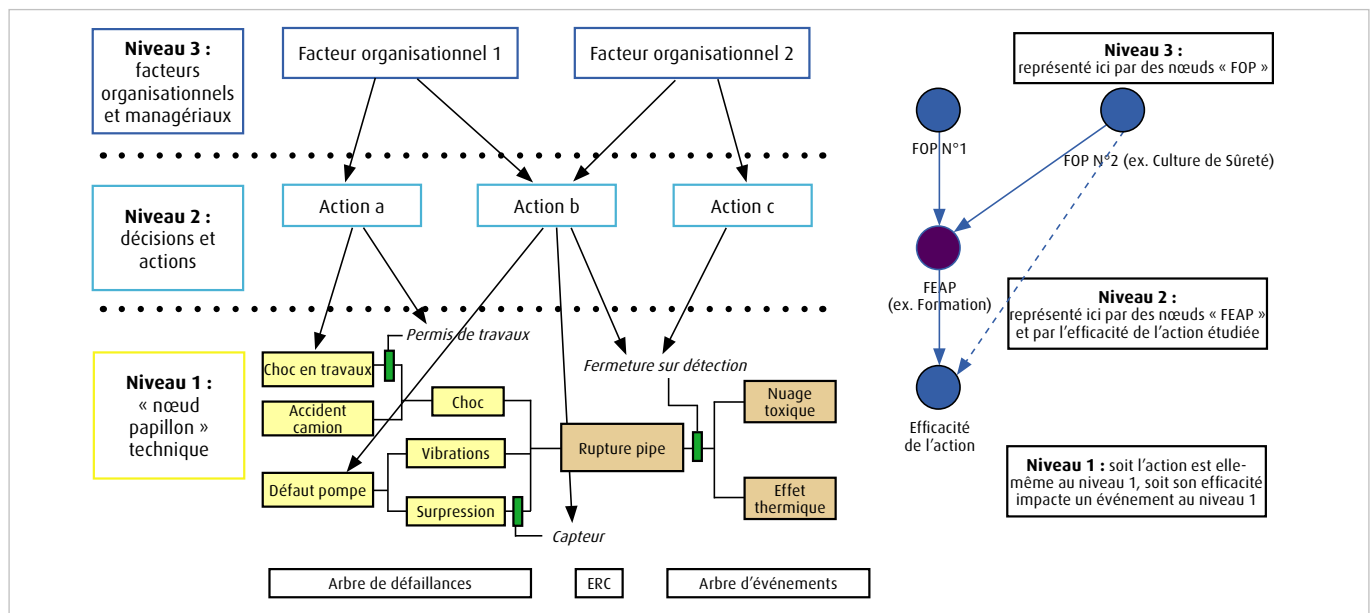 Niveau 3 :
facteurs
organisationnels
et managériaux
Facteur organisationnel 1
Facteur organisationnel 2
Niveau 2 :
décisions et
actions
Action a
Action b
Action c
Niveau 1 :
« nœud
papillon »
technique
Permis de travaux
Fermeture sur détection
Choc en travaux
Accident
camion
Choc
Vibrations
Défaut pompe
Surpression
Capteur
Rupture pipe
Nuage
toxique
Effet
thermique
Arbre de défaillances
ERC
Arbre d’événements
Niveau 3 :
représenté ici par des nœuds « FOP »
FOP N°1
FOP N°2 (ex. Culture de Sûreté)
FEAP
(ex. Formation)
Niveau 2 :
représenté ici par des nœuds « FEAP »
et par l’efficacité de l’action étudiée
Efficacité
de l’action
Niveau 1 : soit l’action est elle-
même au niveau 1, soit son efficacité
impacte un événement au niveau 1